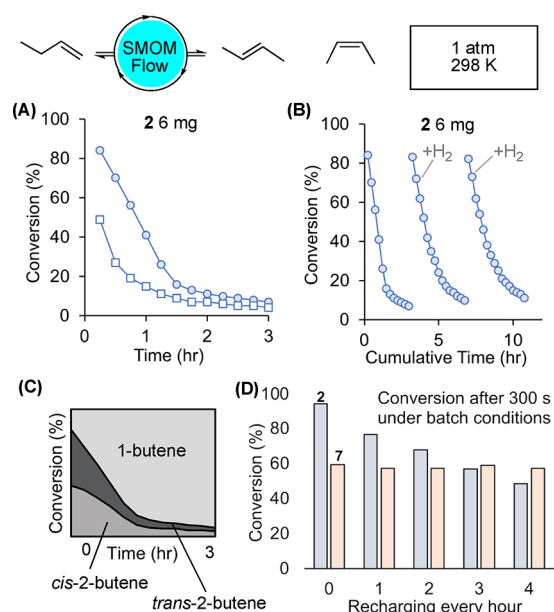 SMOM
Flow
1 atm
298 K
(A)
2 6 mg
Conversion (%)
100
80
60
40
20
0
0
1
2
3
Time (hr)
(B)
2 6 mg
+H2
+H2
Conversion (%)
100
80
60
40
20
0
0
5
10
Cumulative Time (hr)
(C)
1-butene
Conversion
(%)
0
Time (hr)
3
cis-2-butene
trans-2-butene
(D)
Conversion after 300 s
under batch conditions
2
7
Conversion (%)
100
80
60
40
20
0
0
1
2
3
4
Recharging every hour